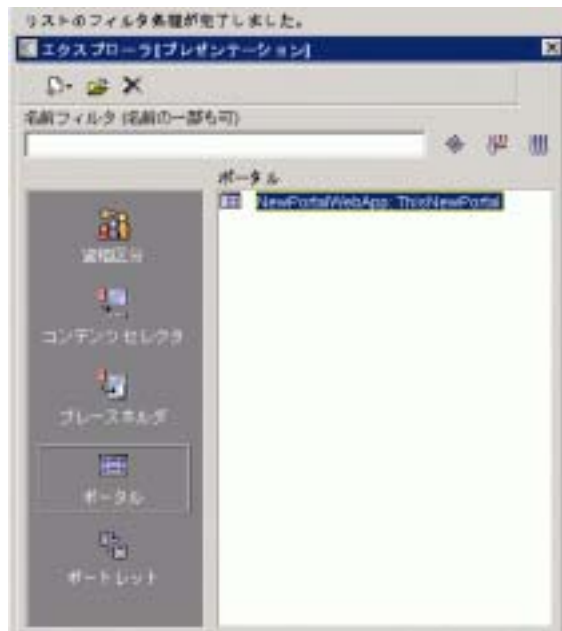 リストのフィルタ処理が完了しました。
エクスプローラ[プレゼンテーション]
名前フィルタ (名前の一部も可)
ポータル
NewPortalWebApp: ThisNewPortal
資格区分
コンテンツ セレクタ
プレースホルダ
ポータル
ポートレット